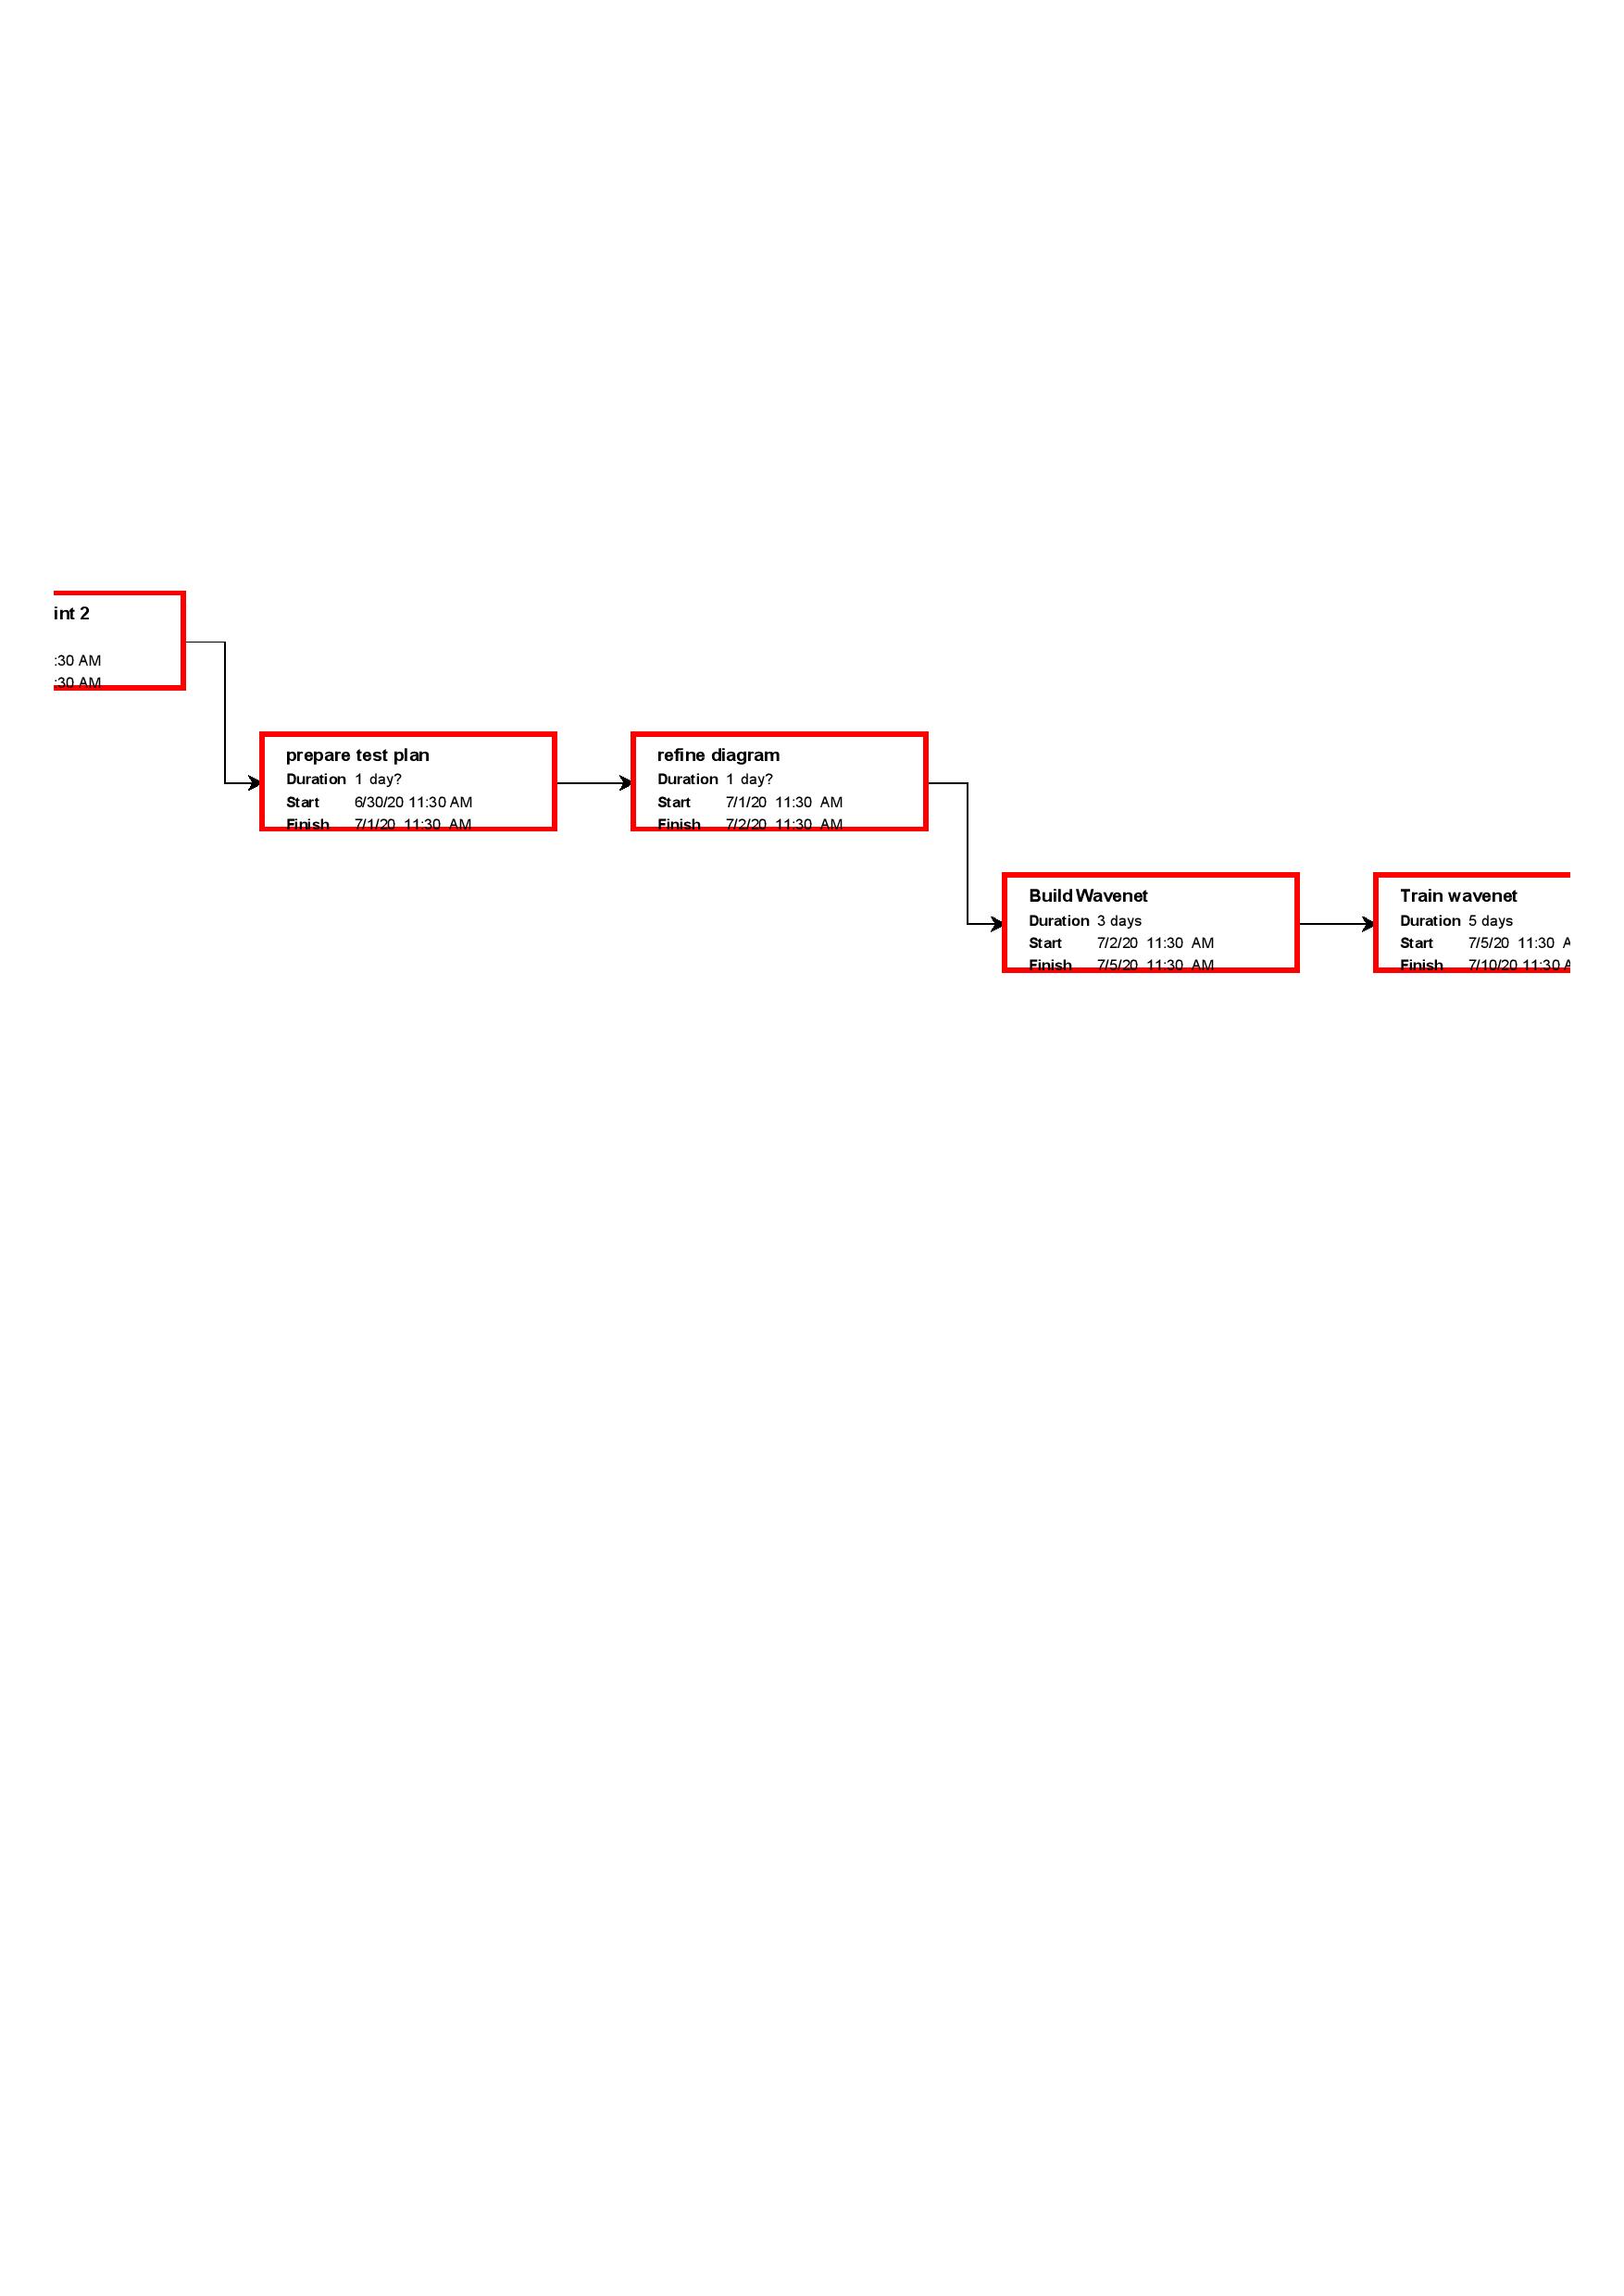 int 2
:30 AM
:30 AM
prepare test plan
Duration 1 day?
Start 6/30/20 11:30 AM
Finish 7/1/20 11:30 AM
refine diagram
Duration 1 day?
Start 7/1/20 11:30 AM
Finish 7/2/20 11:30 AM
Build Wavenet
Duration 3 days
Start 7/2/20 11:30 AM
Finish 7/5/20 11:30 AM
Train wavenet
Duration 5 days
Start 7/5/20 11:30 A
Finish 7/10/20 11:30 A